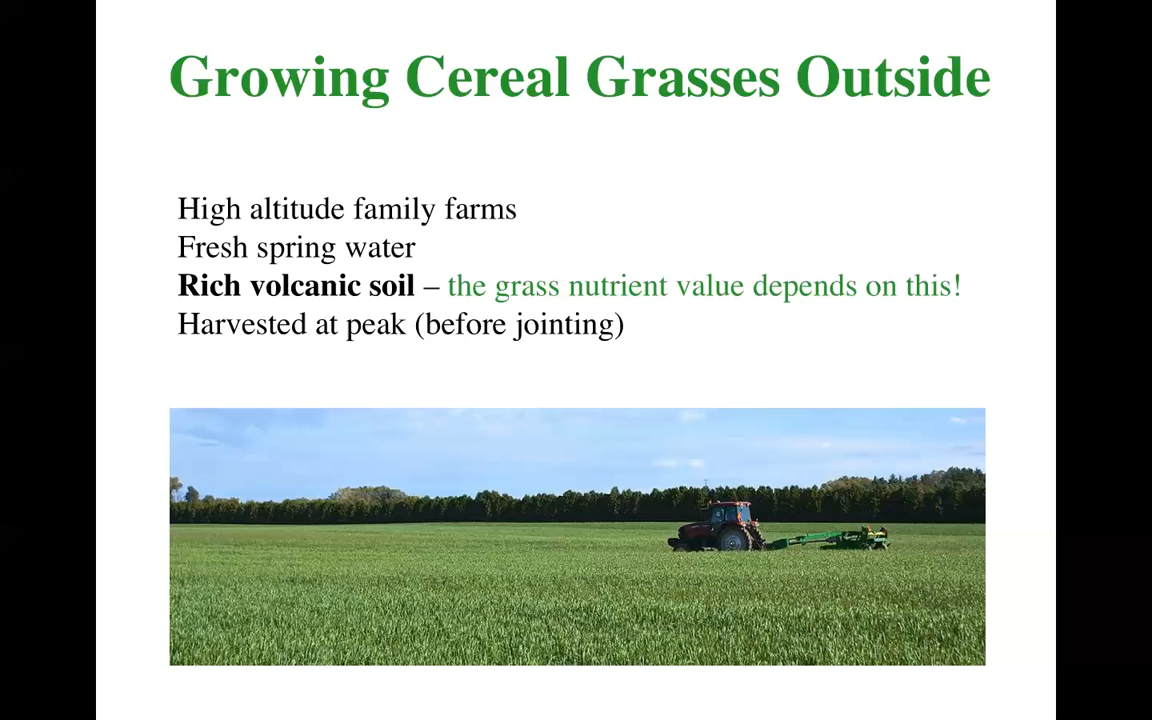 Growing Cereal Grasses Outside
High altitude family farms
Fresh spring water
Rich volcanic soil – the grass nutrient value depends on this!
Harvested at peak (before jointing)